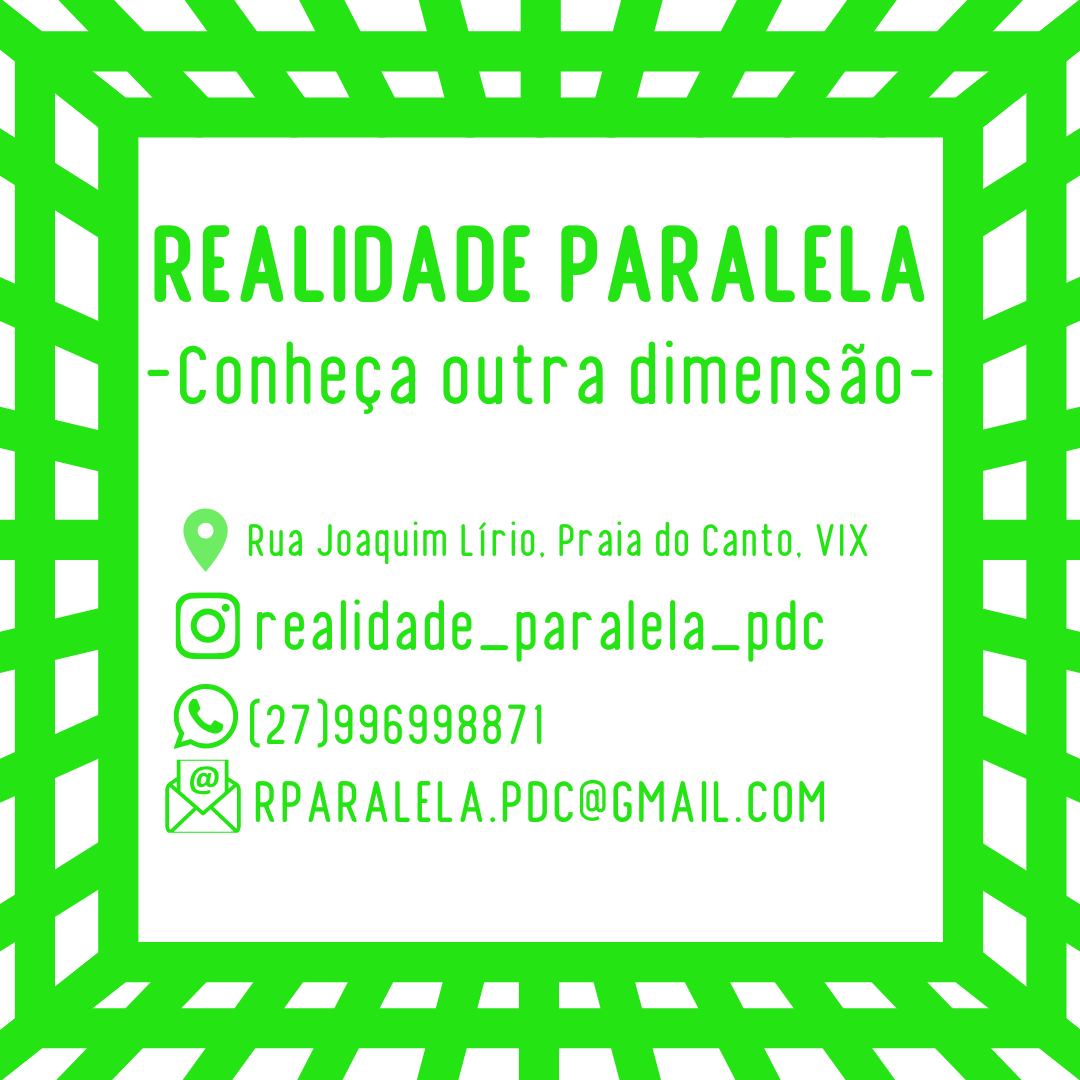 REALIDADE PARALELA
-Conheça outra dimensão-
Rua Joaquim Lírio, Praia do Canto, VIX
realidade_paralela_pdc
(27)996998871
@
RPARALELA.PDC@GMAIL.COM